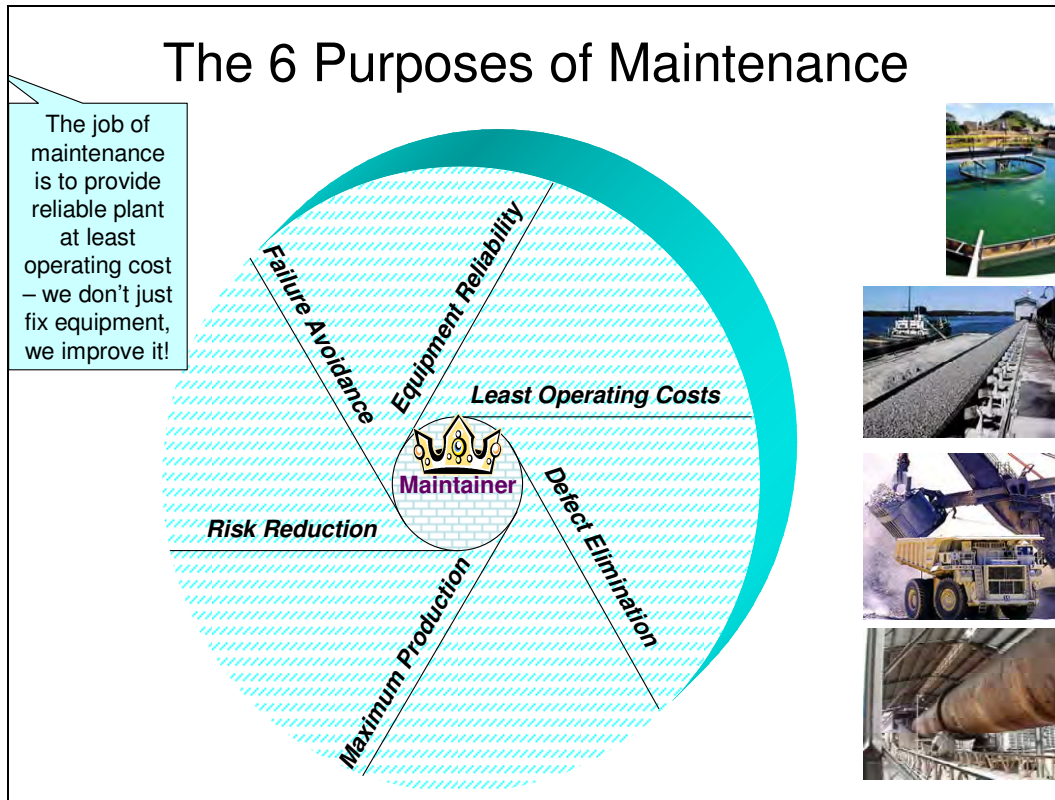 The 6 Purposes of Maintenance
The job of
maintenance
is to provide
reliable plant
at least
operating cost
– we don't just
fix equipment,
we improve it!
Failure Avoidance
Equipment Reliability
Least Operating Costs
Maintainer
Defect Elimination
Risk Reduction
Maximum Production